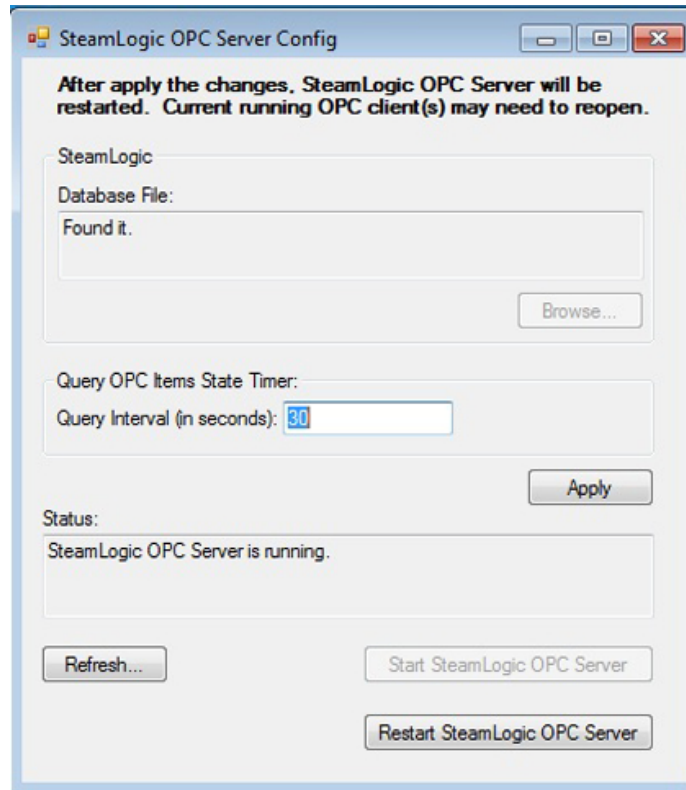 SteamLogic OPC Server Config
After apply the changes, SteamLogic OPC Server will be
restarted. Current running OPC client(s) may need to reopen.
SteamLogic
Database File:
Found it.
Browse...
Query OPC Items State Timer:
Query Interval (in seconds): 30
Apply
Status:
SteamLogic OPC Server is running.
Refresh...
Start SteamLogic OPC Server
Restart SteamLogic OPC Server